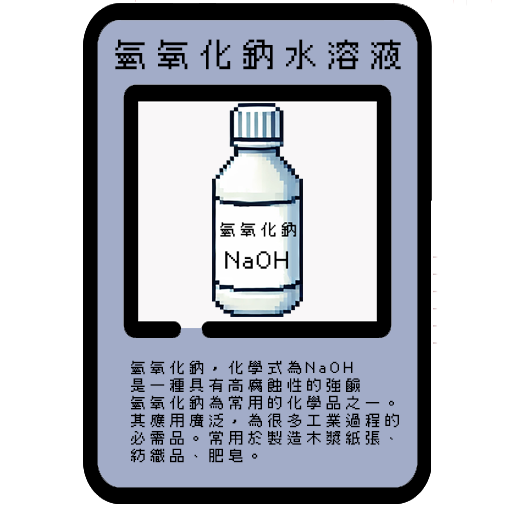 氫氧化鈉水溶液
氫氧化鈉
NaOH
氫氧化鈉，化學式為NaOH
是一種具有高腐蝕性的強鹼
氫氧化鈉為常用的化學品之一。
其應用廣泛，為很多工業過程的
必需品。常用於製造木漿紙張、
紡織品、肥皂。